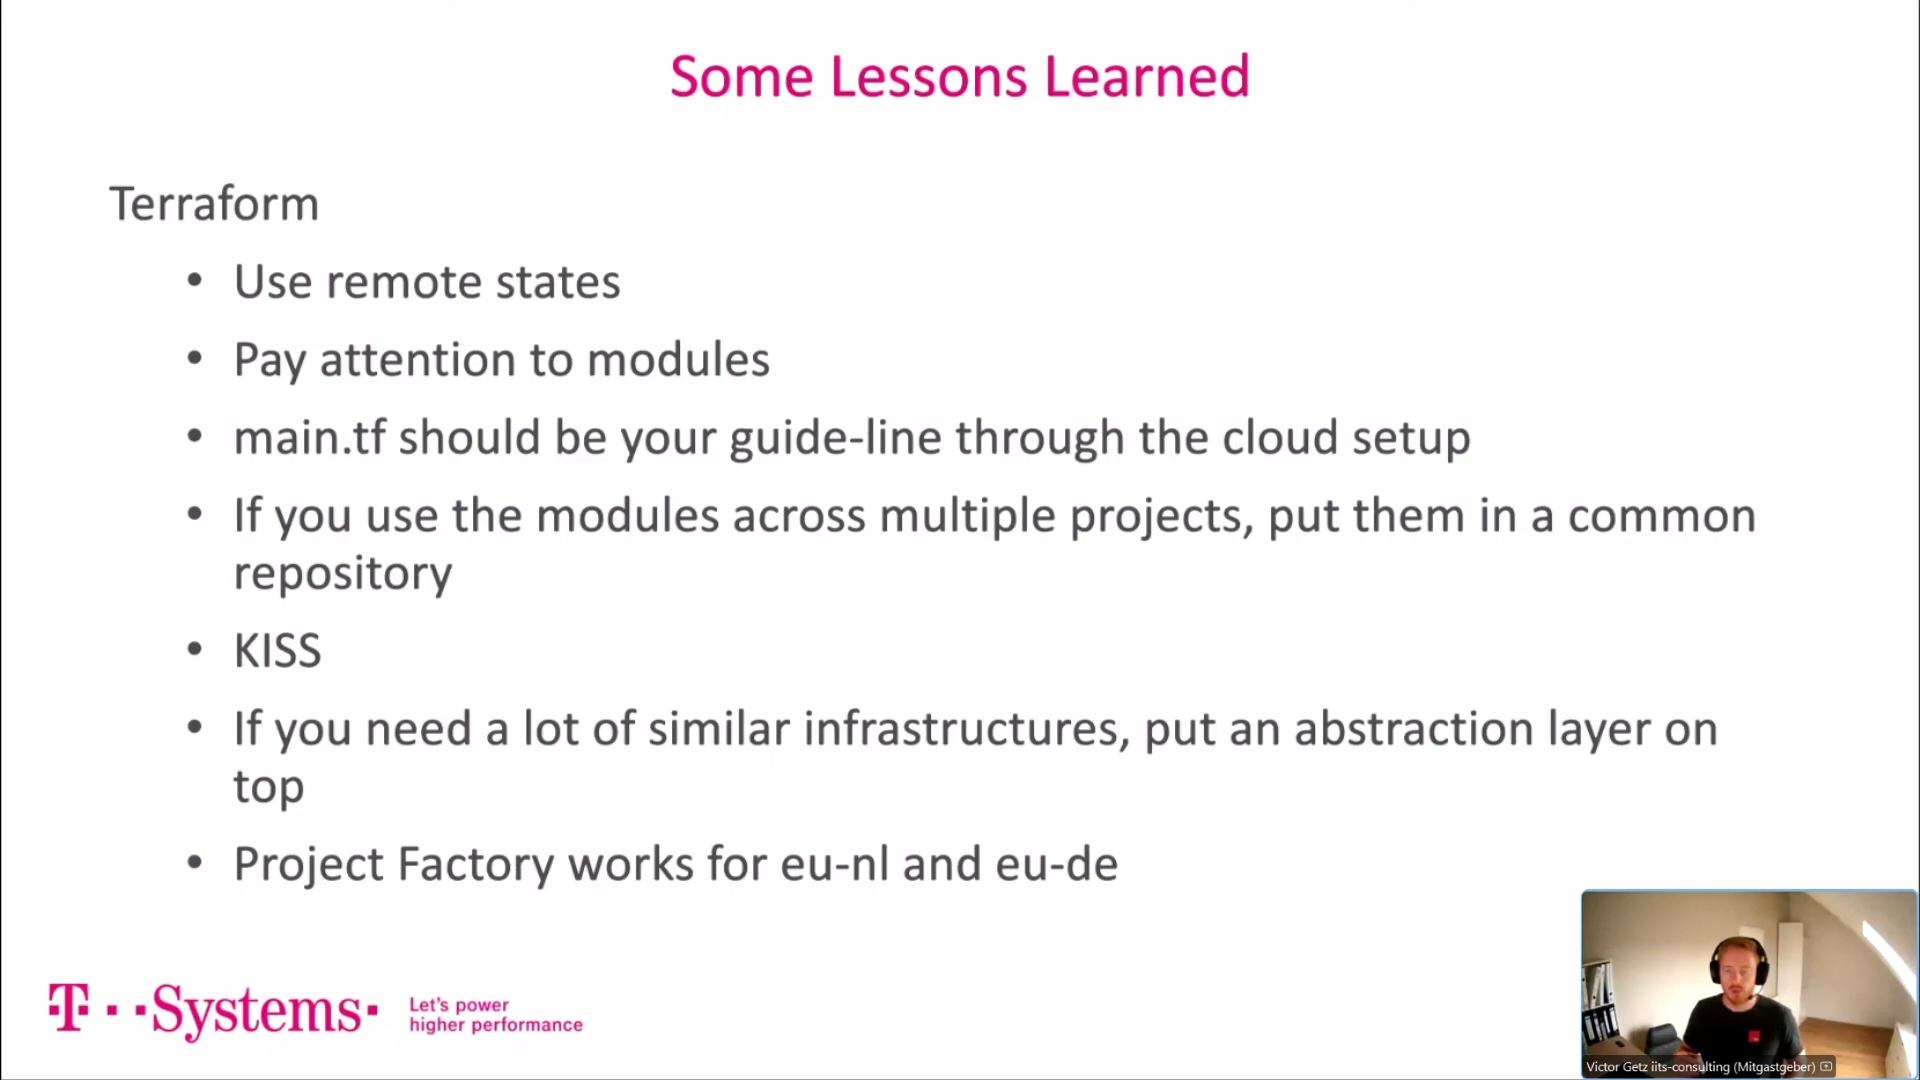 Some Lessons Learned
Terraform
• Use remote states
• Pay attention to modules
• main.tf should be your guide-line through the cloud setup
• If you use the modules across multiple projects, put them in a common
repository
• KISS
• If you need a lot of similar infrastructures, put an abstraction layer on
top
• Project Factory works for eu-nl and eu-de
T··Systems·
Let's power
higher performance
Victor Getz iits-consulting (Mitgastgeber)